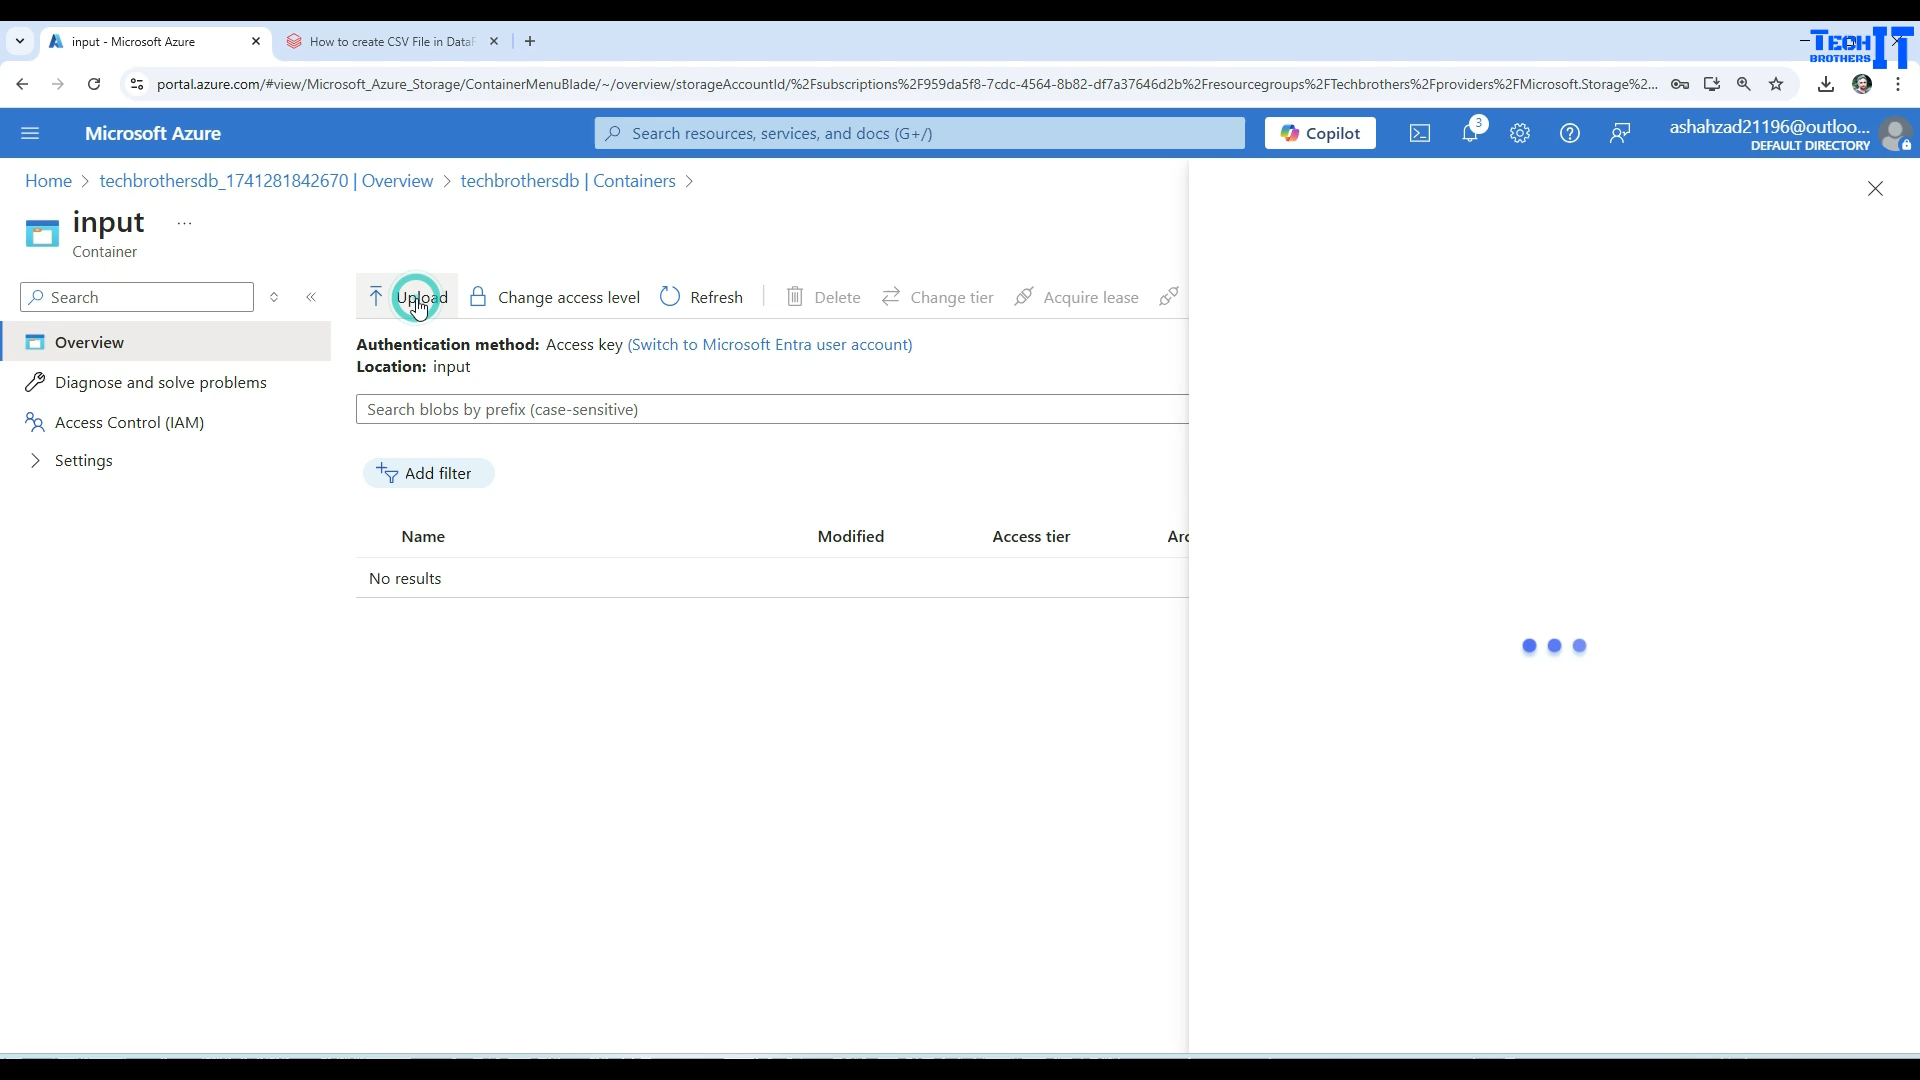 input - Microsoft Azure
How to create CSV File in Data
TECH IT
BROTHERS
portal.azure.com/#view/Microsoft_Azure_Storage/ContainerMenuBlade/~/overview/storageAccountId/%2Fsubscriptions%2F959da5f8-7cdc-4564-8b82-df7a37646d2b%2Fresourcegroups%2FTechbrothers%2Fproviders%2FMicrosoft.Storage%2...
Microsoft Azure
Search resources, services, and docs (G+/)
Copilot
3
ashahzad21196@outloo...
DEFAULT DIRECTORY
Home > techbrothersdb_1741281842670 | Overview > techbrothersdb | Containers >
input ...
Container
Search
Upload
Change access level
Refresh
Delete
Change tier
Acquire lease
Overview
Diagnose and solve problems
Access Control (IAM)
Settings
Authentication method: Access key (Switch to Microsoft Entra user account)
Location: input
Search blobs by prefix (case-sensitive)
Add filter
Name
Modified
Access tier
Arc
No results